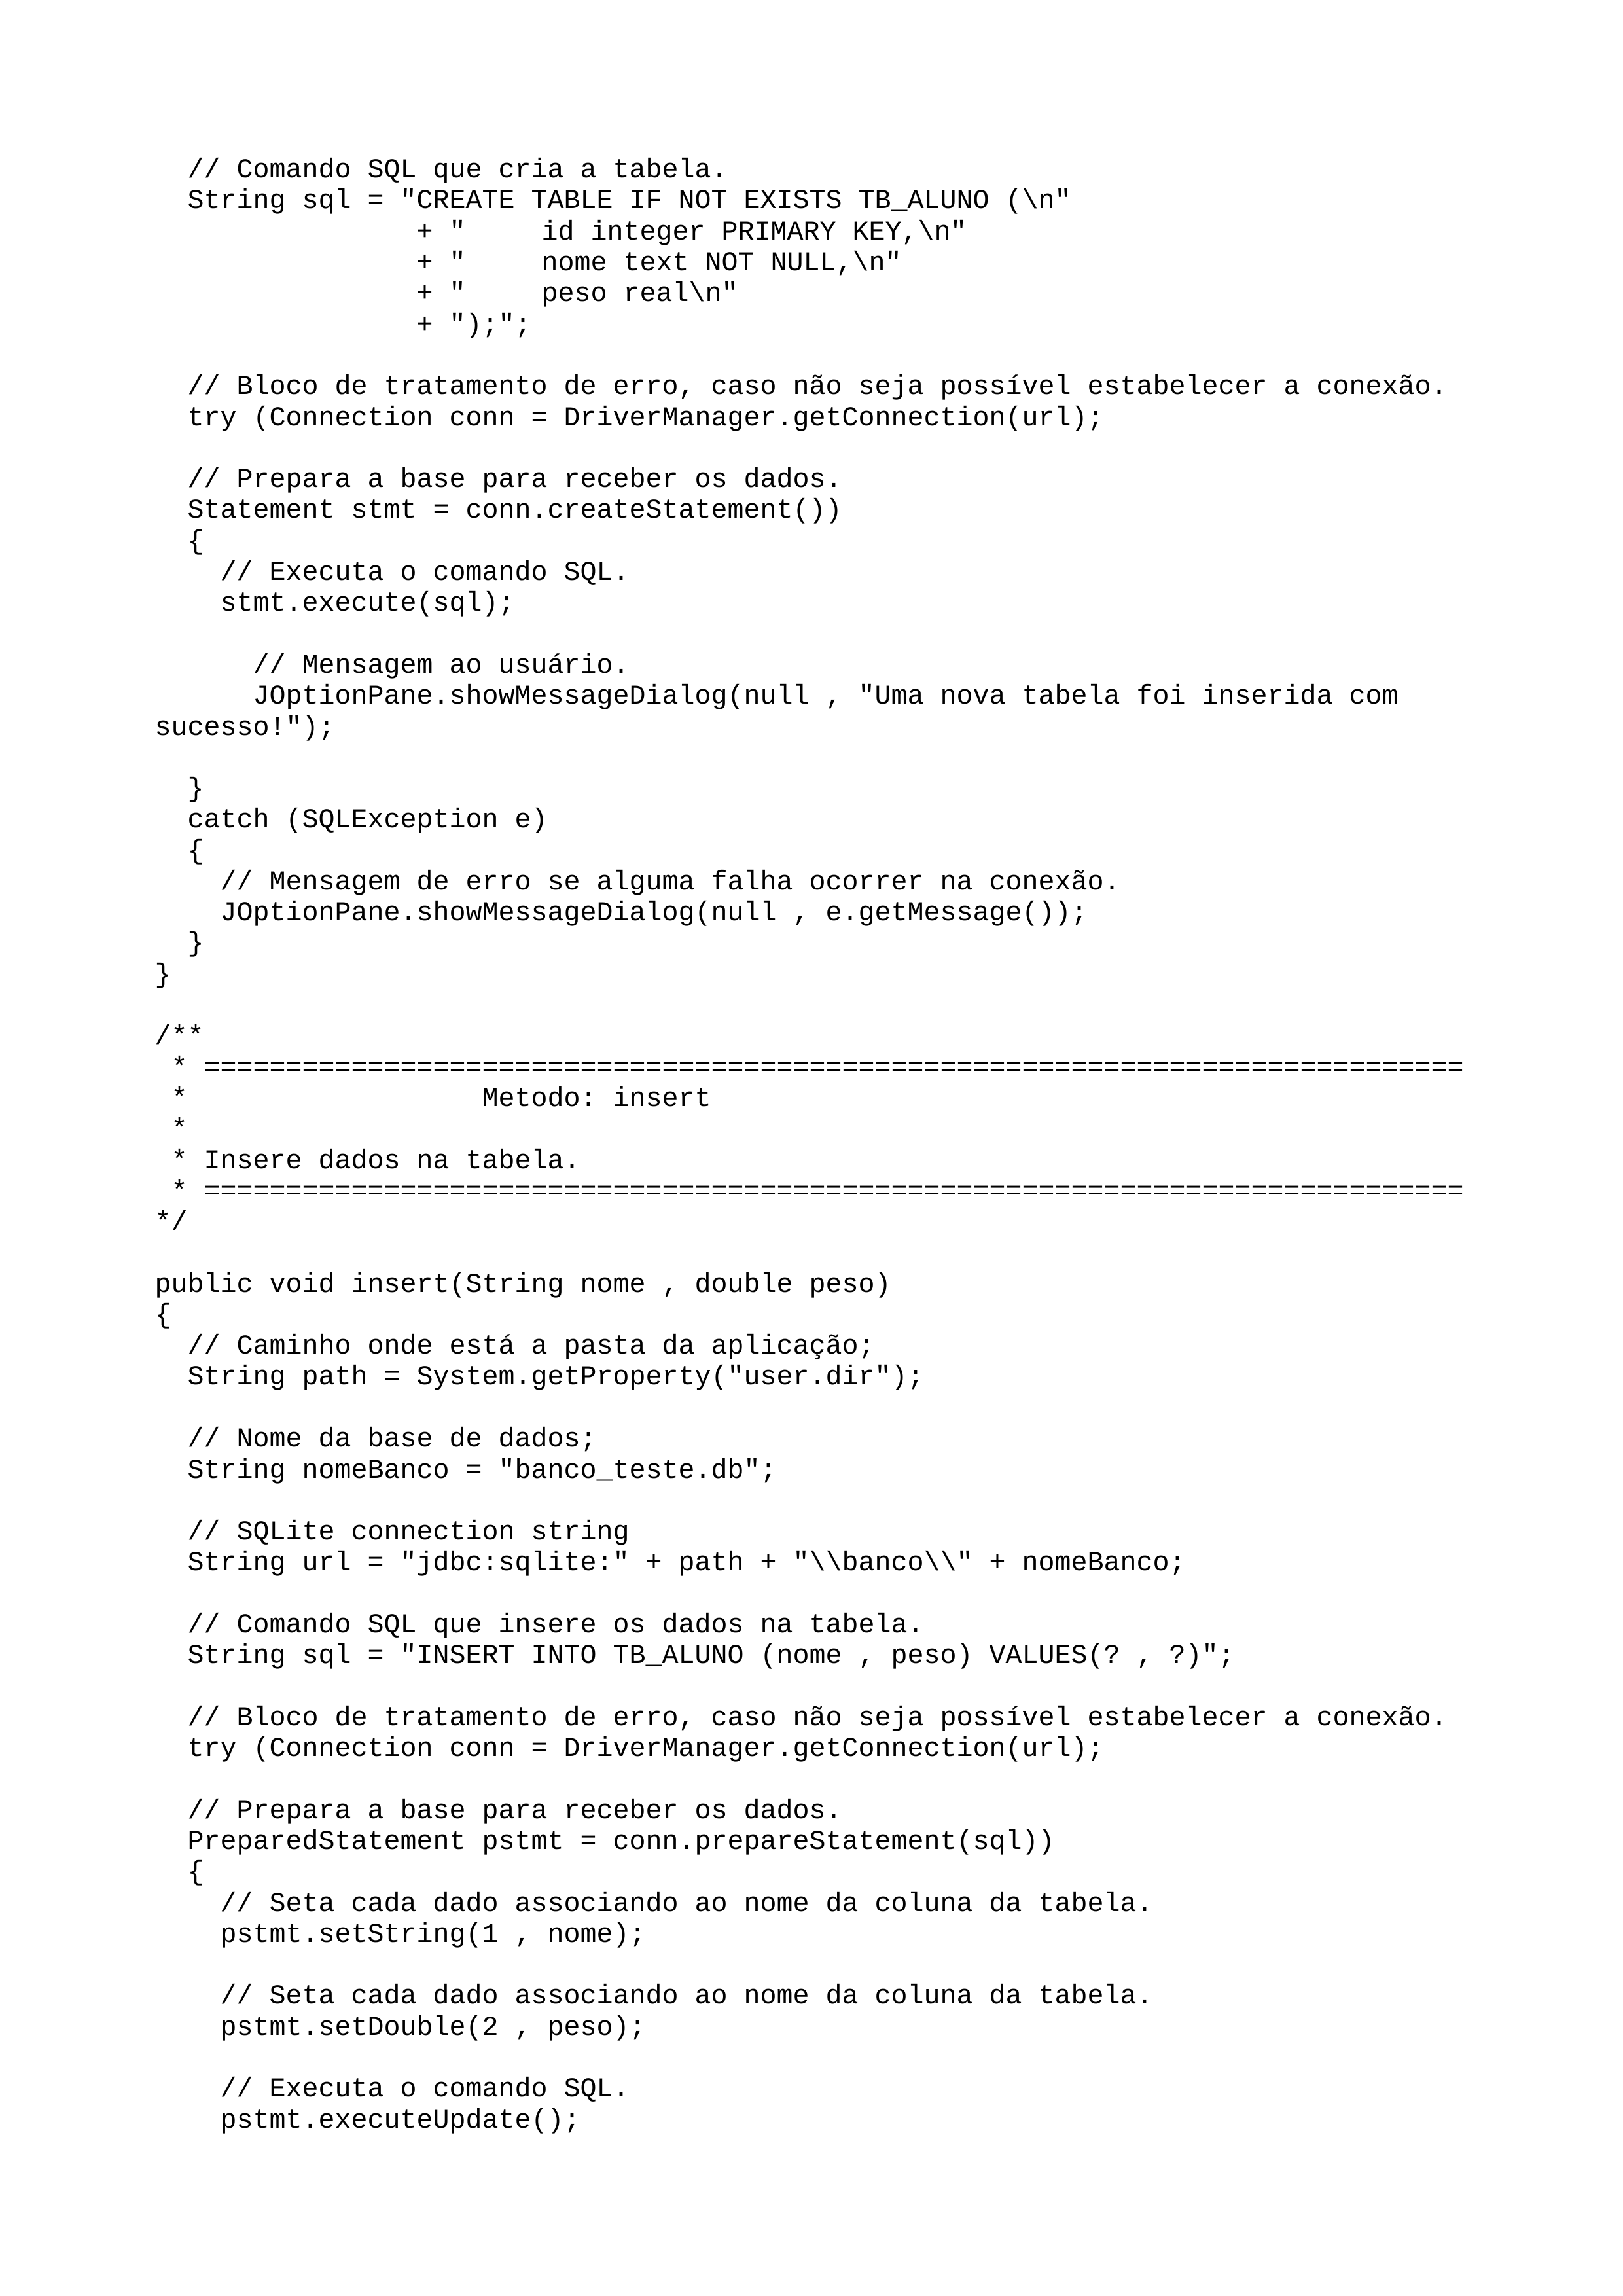 // Comando SQL que cria a tabela.
  String sql = "CREATE TABLE IF NOT EXISTS TB_ALUNO (\n"
                + "	id integer PRIMARY KEY,\n"
                + "	nome text NOT NULL,\n"
                + "	peso real\n"
                + ");";

  // Bloco de tratamento de erro, caso não seja possível estabelecer a conexão.
  try (Connection conn = DriverManager.getConnection(url);

  // Prepara a base para receber os dados.
  Statement stmt = conn.createStatement())
  {
    // Executa o comando SQL.
    stmt.execute(sql);

      // Mensagem ao usuário.
      JOptionPane.showMessageDialog(null , "Uma nova tabela foi inserida com
sucesso!");

  }
  catch (SQLException e)
  {
    // Mensagem de erro se alguma falha ocorrer na conexão.
    JOptionPane.showMessageDialog(null , e.getMessage());
  }
}

/**
 * =============================================================================
 *                  Metodo: insert
 *
 * Insere dados na tabela.
 * =============================================================================
*/

public void insert(String nome , double peso)
{
  // Caminho onde está a pasta da aplicação;
  String path = System.getProperty("user.dir");

  // Nome da base de dados;
  String nomeBanco = "banco_teste.db";

  // SQLite connection string
  String url = "jdbc:sqlite:" + path + "\\banco\\" + nomeBanco;

  // Comando SQL que insere os dados na tabela.
  String sql = "INSERT INTO TB_ALUNO (nome , peso) VALUES(? , ?)";

  // Bloco de tratamento de erro, caso não seja possível estabelecer a conexão.
  try (Connection conn = DriverManager.getConnection(url);

  // Prepara a base para receber os dados.
  PreparedStatement pstmt = conn.prepareStatement(sql))
  {
    // Seta cada dado associando ao nome da coluna da tabela.
    pstmt.setString(1 , nome);

    // Seta cada dado associando ao nome da coluna da tabela.
    pstmt.setDouble(2 , peso);

    // Executa o comando SQL.
    pstmt.executeUpdate();